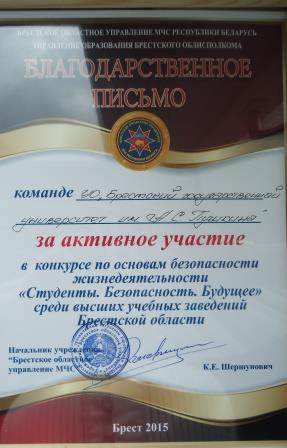 БРЕСТСКОЕ ОБЛАСТНОЕ УПРАВЛЕНИЕ МЧС РЕСПУБЛИКИ БЕЛАРУСЬ
УПРАВЛЕНИЕ ОБРАЗОВАНИЯ БРЕСТСКОГО ОБЛИСПОЛКОМА
БЛАГОДАРСТВЕННОЕ
ПИСЬМО
команде УО "Брестский государственный
университет им А С Пушкина"
за активное участие
в конкурсе по основам безопасности
жизнедеятельности
«Студенты. Безопасность. Будущее»
среди высших учебных заведений
Брестской области
Начальник учреждения
"Брестское областное
управление МЧС
К.Е. Шершунович
Брест 2015